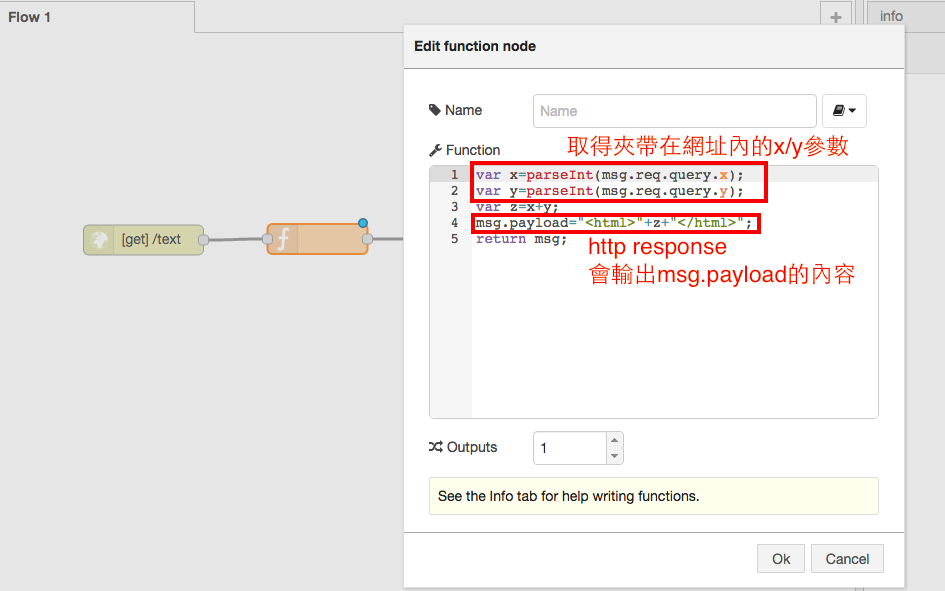 Flow 1
+
info
Edit function node
Name
Name
Function
取得夾帶在網址內的x/y參數
1 var x=parseInt(msg.req.query.x);
2 var y=parseInt(msg.req.query.y);
3 var z=x+y;
4 msg.payload="<html>"+z+"</html>";
5 return msg;
http response
會輸出msg.payload的內容
[get] /text
f
Outputs
1
See the Info tab for help writing functions.
Ok
Cancel